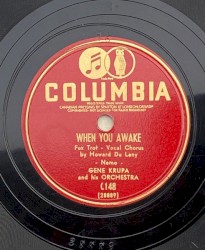 COLUMBIA
WHEN YOU AWAKE
Fox Trot - Vocal Chorus
by Howard Du Lany
- Nemo -
GENE KRUPA
and his ORCHESTRA
C148
(28889)